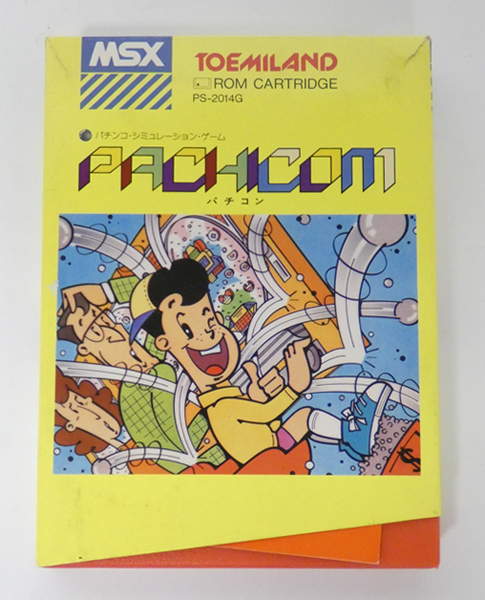 MSX
TOEMILAND
ROM CARTRIDGE
PS-2014G
パチンコ・シミュレーション・ゲーム
PACHICOM
パチコン